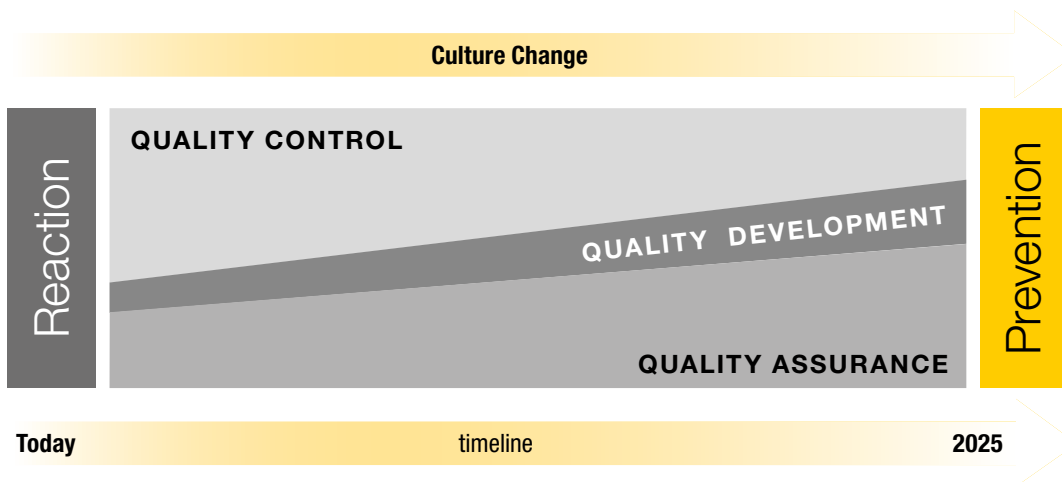 Culture Change
Reaction
QUALITY CONTROL
QUALITY DEVELOPMENT
QUALITY ASSURANCE
Prevention
Today
timeline
2025